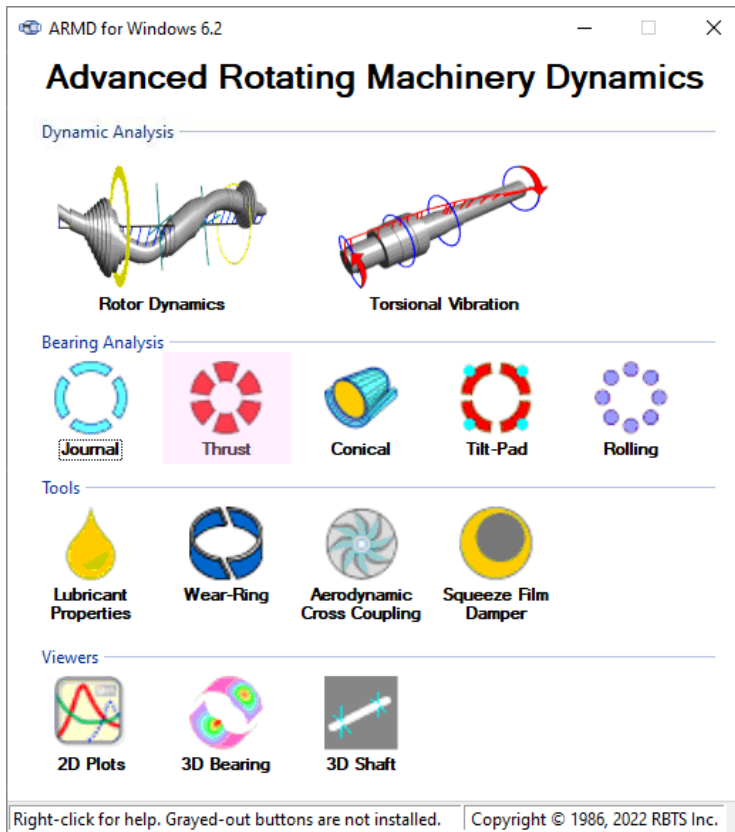 ARMD for Windows 6.2
Advanced Rotating Machinery Dynamics
Dynamic Analysis
Rotor Dynamics
Torsional Vibration
Bearing Analysis
Journal
Thrust
Conical
Tilt-Pad
Rolling
Tools
Lubricant
Properties
Wear-Ring
Aerodynamic
Cross Coupling
Squeeze Film
Damper
Viewers
2D Plots
3D Bearing
3D Shaft
Right-click for help. Grayed-out buttons are not installed.
Copyright © 1986, 2022 RBTS Inc.